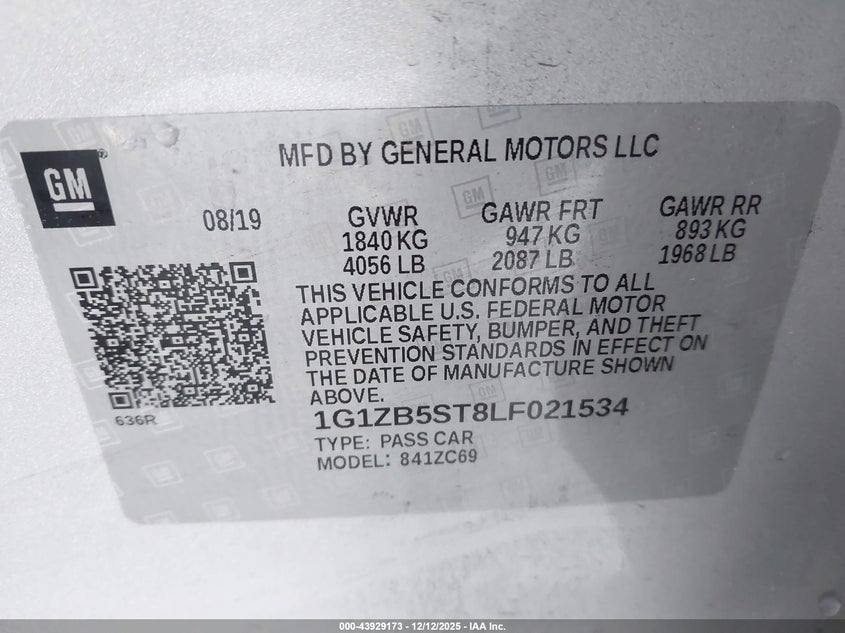 MFD BY GENERAL MOTORS LLC
GM®
08/19
GVWR
1840 KG
4056 LB
GAWR FRT
947 KG
2087 LB
GAWR RR
893 KG
1968 LB
THIS VEHICLE CONFORMS TO ALL
APPLICABLE U.S. FEDERAL MOTOR
VEHICLE SAFETY, BUMPER, AND THEFT
PREVENTION STANDARDS IN EFFECT ON
THE DATE OF MANUFACTURE SHOWN
ABOVE.
636R
1G1ZB5ST8LF021534
TYPE: PASS CAR
MODEL: 841ZC69
000-43929173 - 12/12/2025 - IAA Inc.